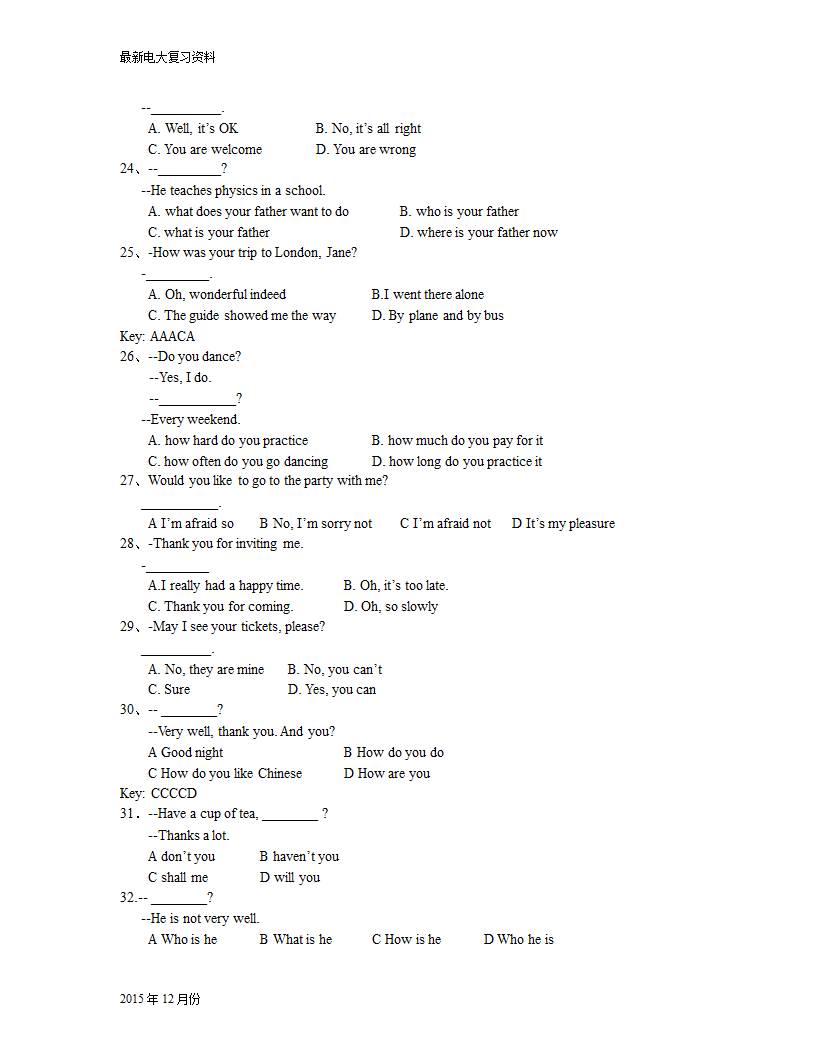 最新电大复习资料
--__________.
A. Well, it’s OK B. No, it’s all right
C. You are welcome D. You are wrong
24、--_________?
--He teaches physics in a school.
A. what does your father want to do B. who is your father
C. what is your father D. where is your father now
25、-How was your trip to London, Jane?
-_________.
A. Oh, wonderful indeed B.I went there alone
C. The guide showed me the way D. By plane and by bus
Key: AAACA
26、--Do you dance?
--Yes, I do.
--___________?
--Every weekend.
A. how hard do you practice B. how much do you pay for it
C. how often do you go dancing D. how long do you practice it
27、Would you like to go to the party with me?
___________.
A I’m afraid so B No, I’m sorry not C I’m afraid not D It’s my pleasure
28、-Thank you for inviting me.
-_________
A.I really had a happy time. B. Oh, it’s too late.
C. Thank you for coming. D. Oh, so slowly
29、-May I see your tickets, please?
__________.
A. No, they are mine B. No, you can’t
C. Sure D. Yes, you can
30、-- ________?
--Very well, thank you. And you?
A Good night B How do you do
C How do you like Chinese D How are you
Key: CCCCD
31．--Have a cup of tea, ________ ?
--Thanks a lot.
A don’t you B haven’t you
C shall me D will you
32.-- ________?
--He is not very well.
A Who is he B What is he C How is he D Who he is
2015 年 12 月份